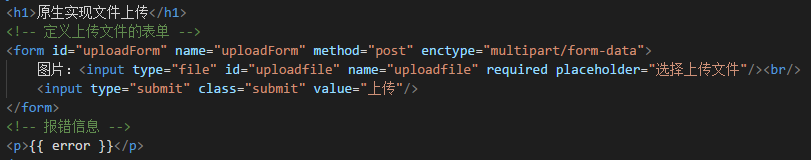 <h1>原生实现文件上传</h1>
<!-- 定义上传文件的表单 -->
<form id="uploadForm" name="uploadForm" method="post" enctype="multipart/form-data">
    图片：<input type="file" id="uploadfile" name="uploadfile" required placeholder="选择上传文件"/><br/>
    <input type="submit" class="submit" value="上传"/>
</form>
<!-- 报错信息 -->
<p>{{ error }}</p>